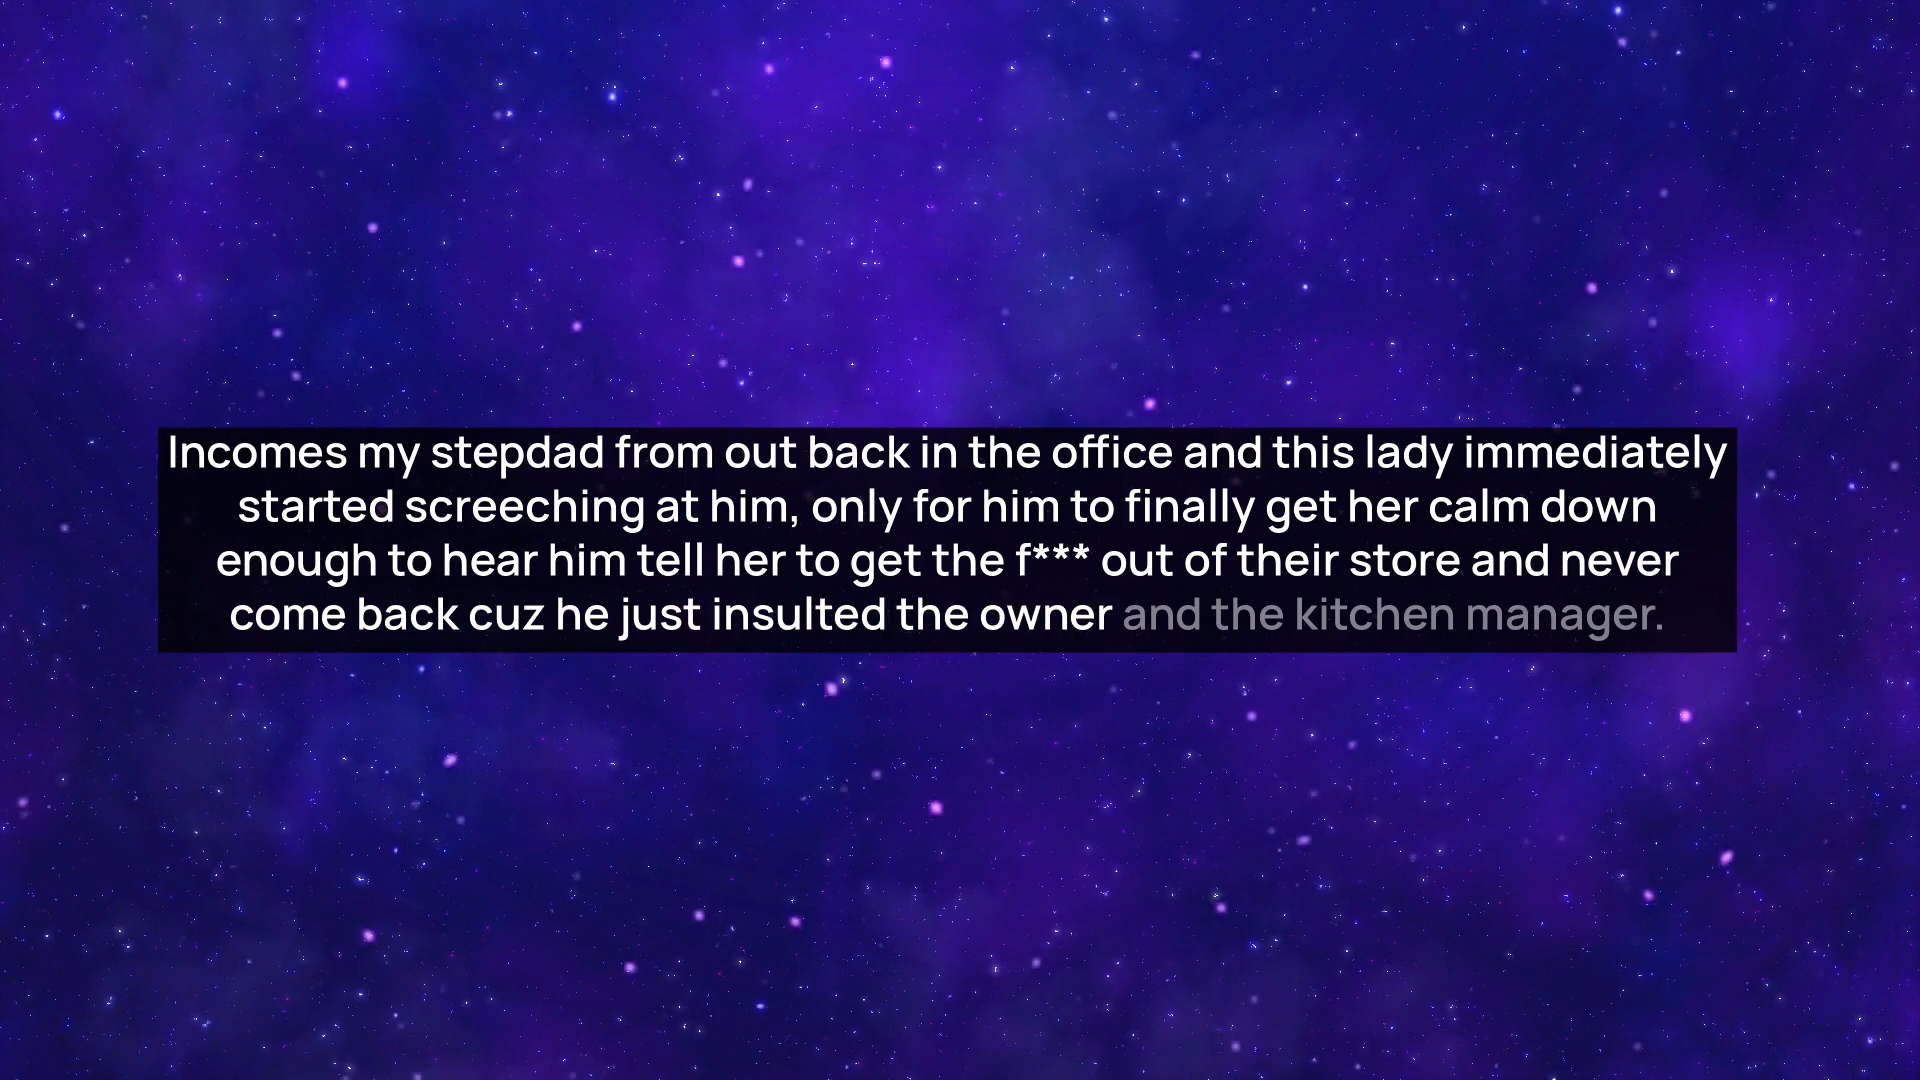 Incomes my stepdad from out back in the office and this lady immediately
started screeching at him, only for him to finally get her calm down
enough to hear him tell her to get the f*** out of their store and never
come back cuz he just insulted the owner and the kitchen manager.